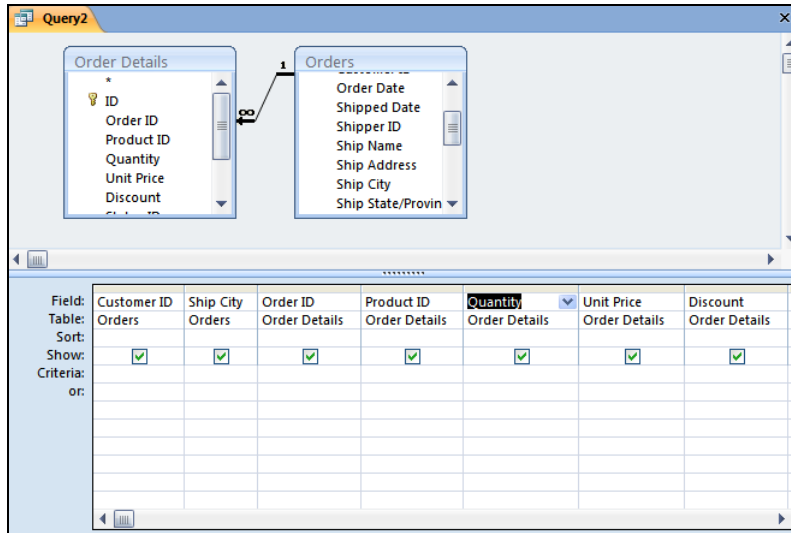 Query2
Order Details
*
ID
Order ID
Product ID
Quantity
Unit Price
Discount
∞
1
Orders
Order Date
Shipped Date
Shipper ID
Ship Name
Ship Address
Ship City
Ship State/Provin
Field: Customer ID Ship City Order ID Product ID Quantity Unit Price Discount
Table: Orders Orders Order Details Order Details Order Details Order Details Order Details
Sort:
Show:
Criteria:
or: